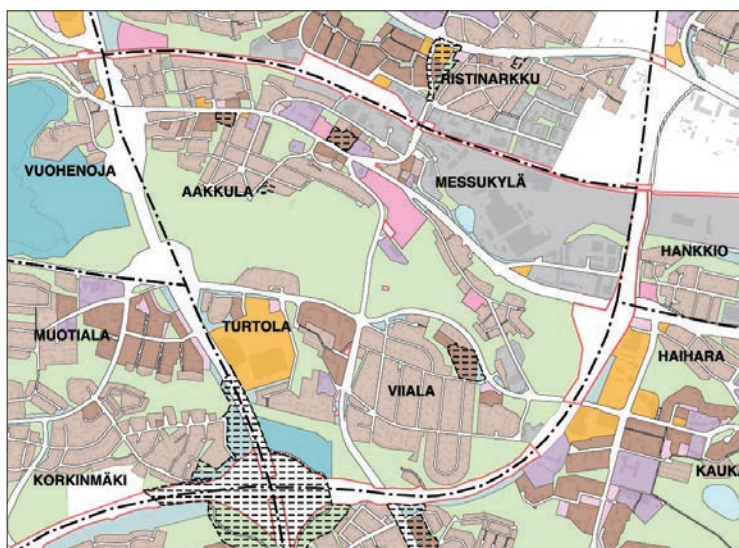 RISTINARKKU
VUOHENOJA
AAKKULA
MESSUKYLÄ
HANKKIO
MUOTIALA
TURTOLA
HAIHARA
VIIALA
KORKINMÄKI
KAUKA